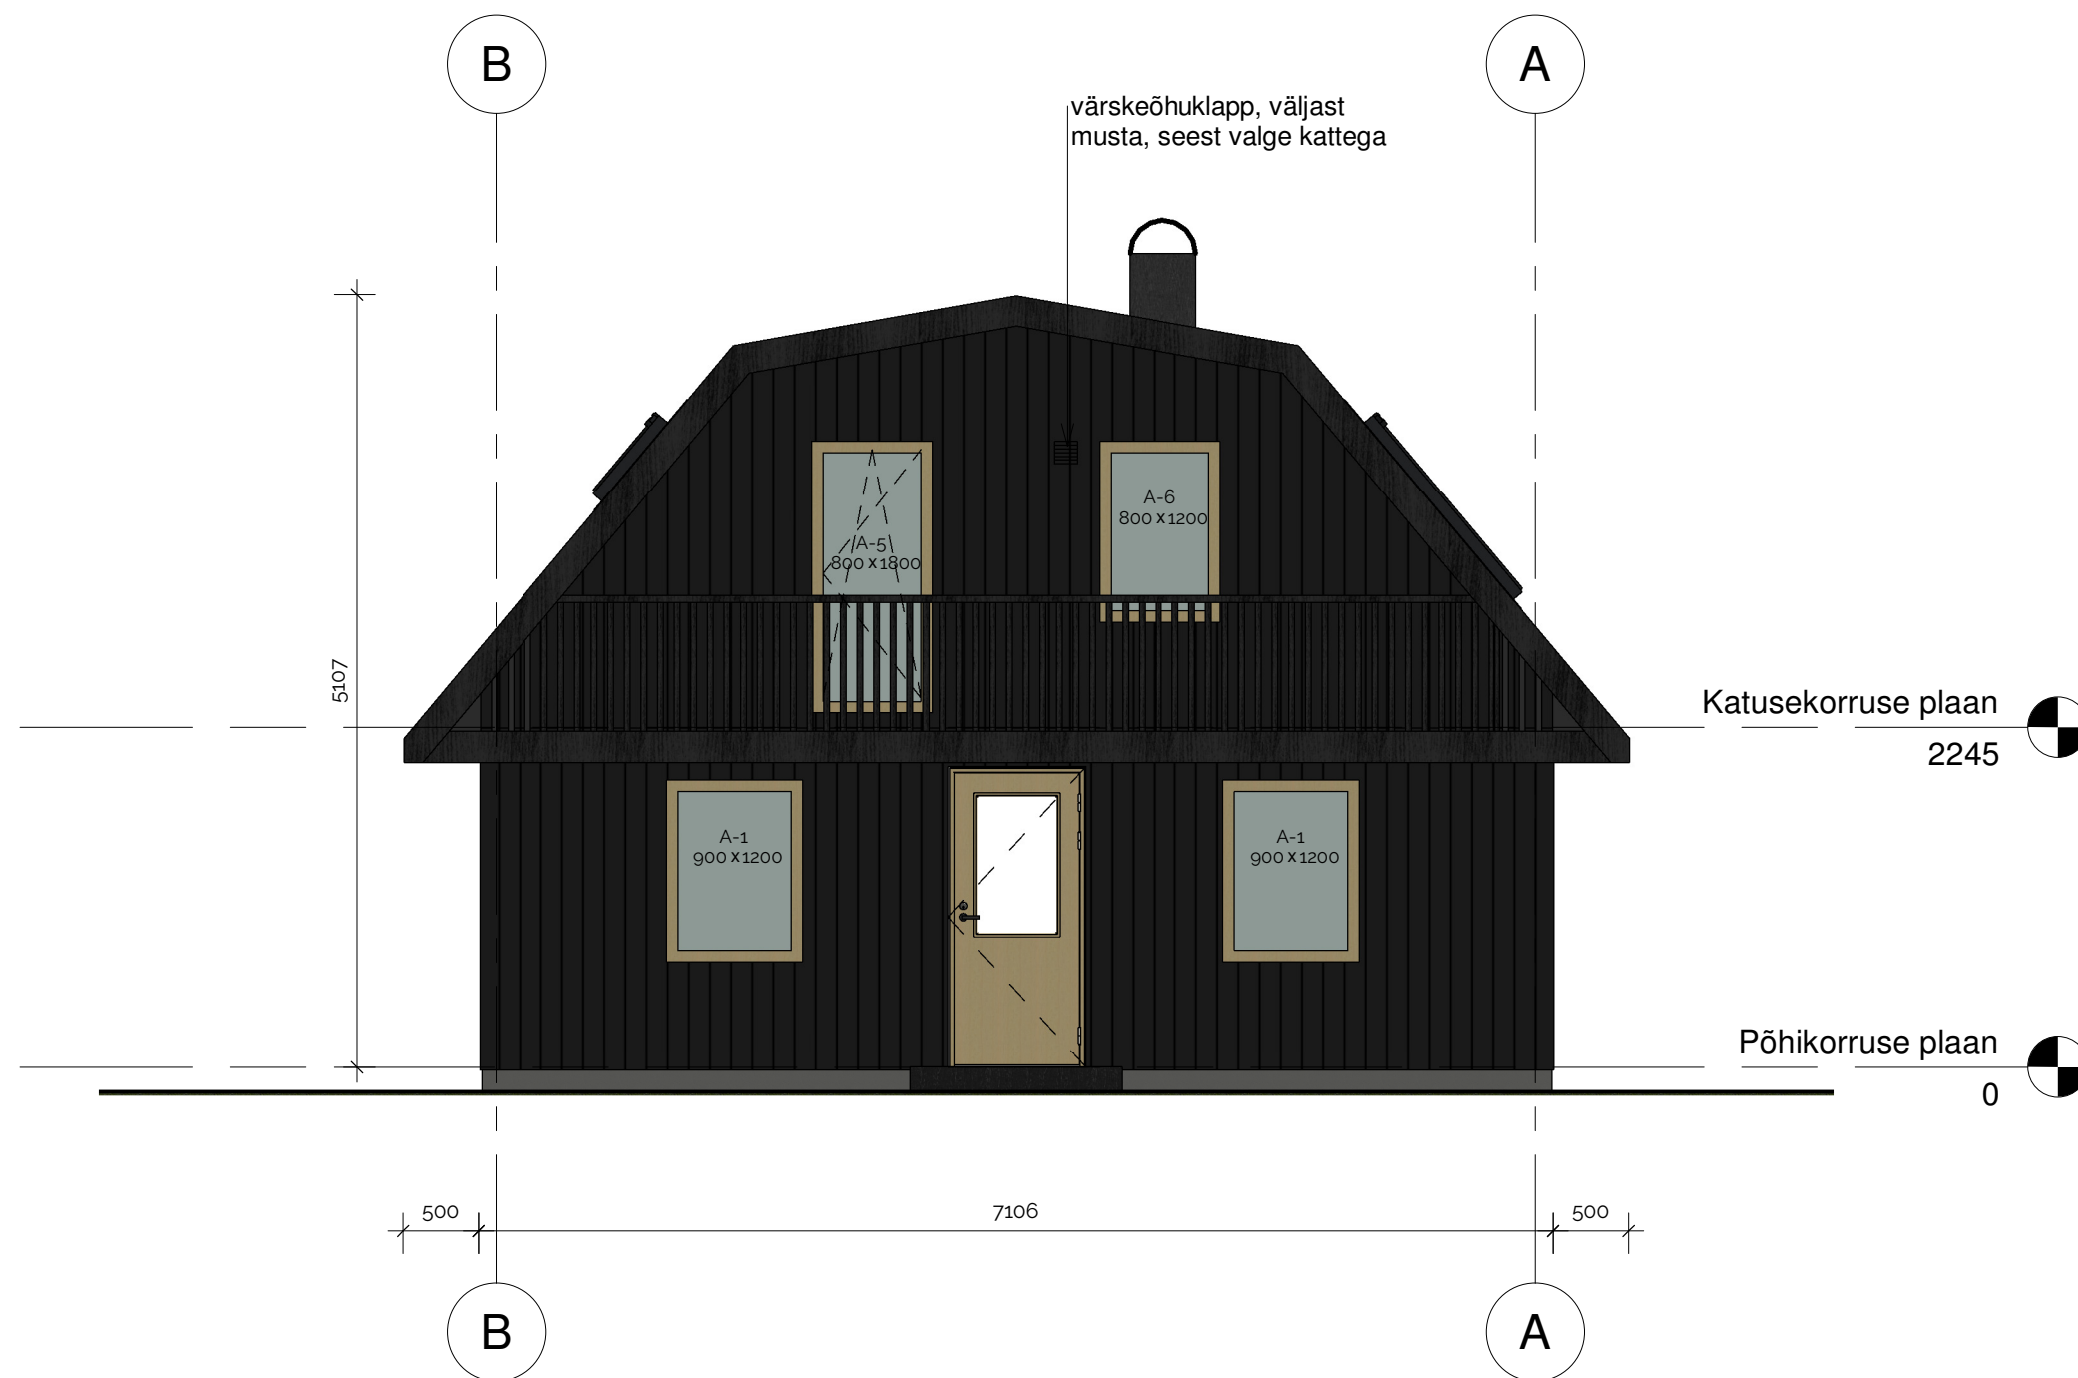 B
A
värskeõhuklapp, väljast
musta, seest valge kattega
A-6
800 x 1200
A-5
800 x 1800
5107
Katusekorruse plaan
2245
A-1
900 x 1200
A-1
900 x 1200
Põhikorruse plaan
0
500
7106
500
B
A